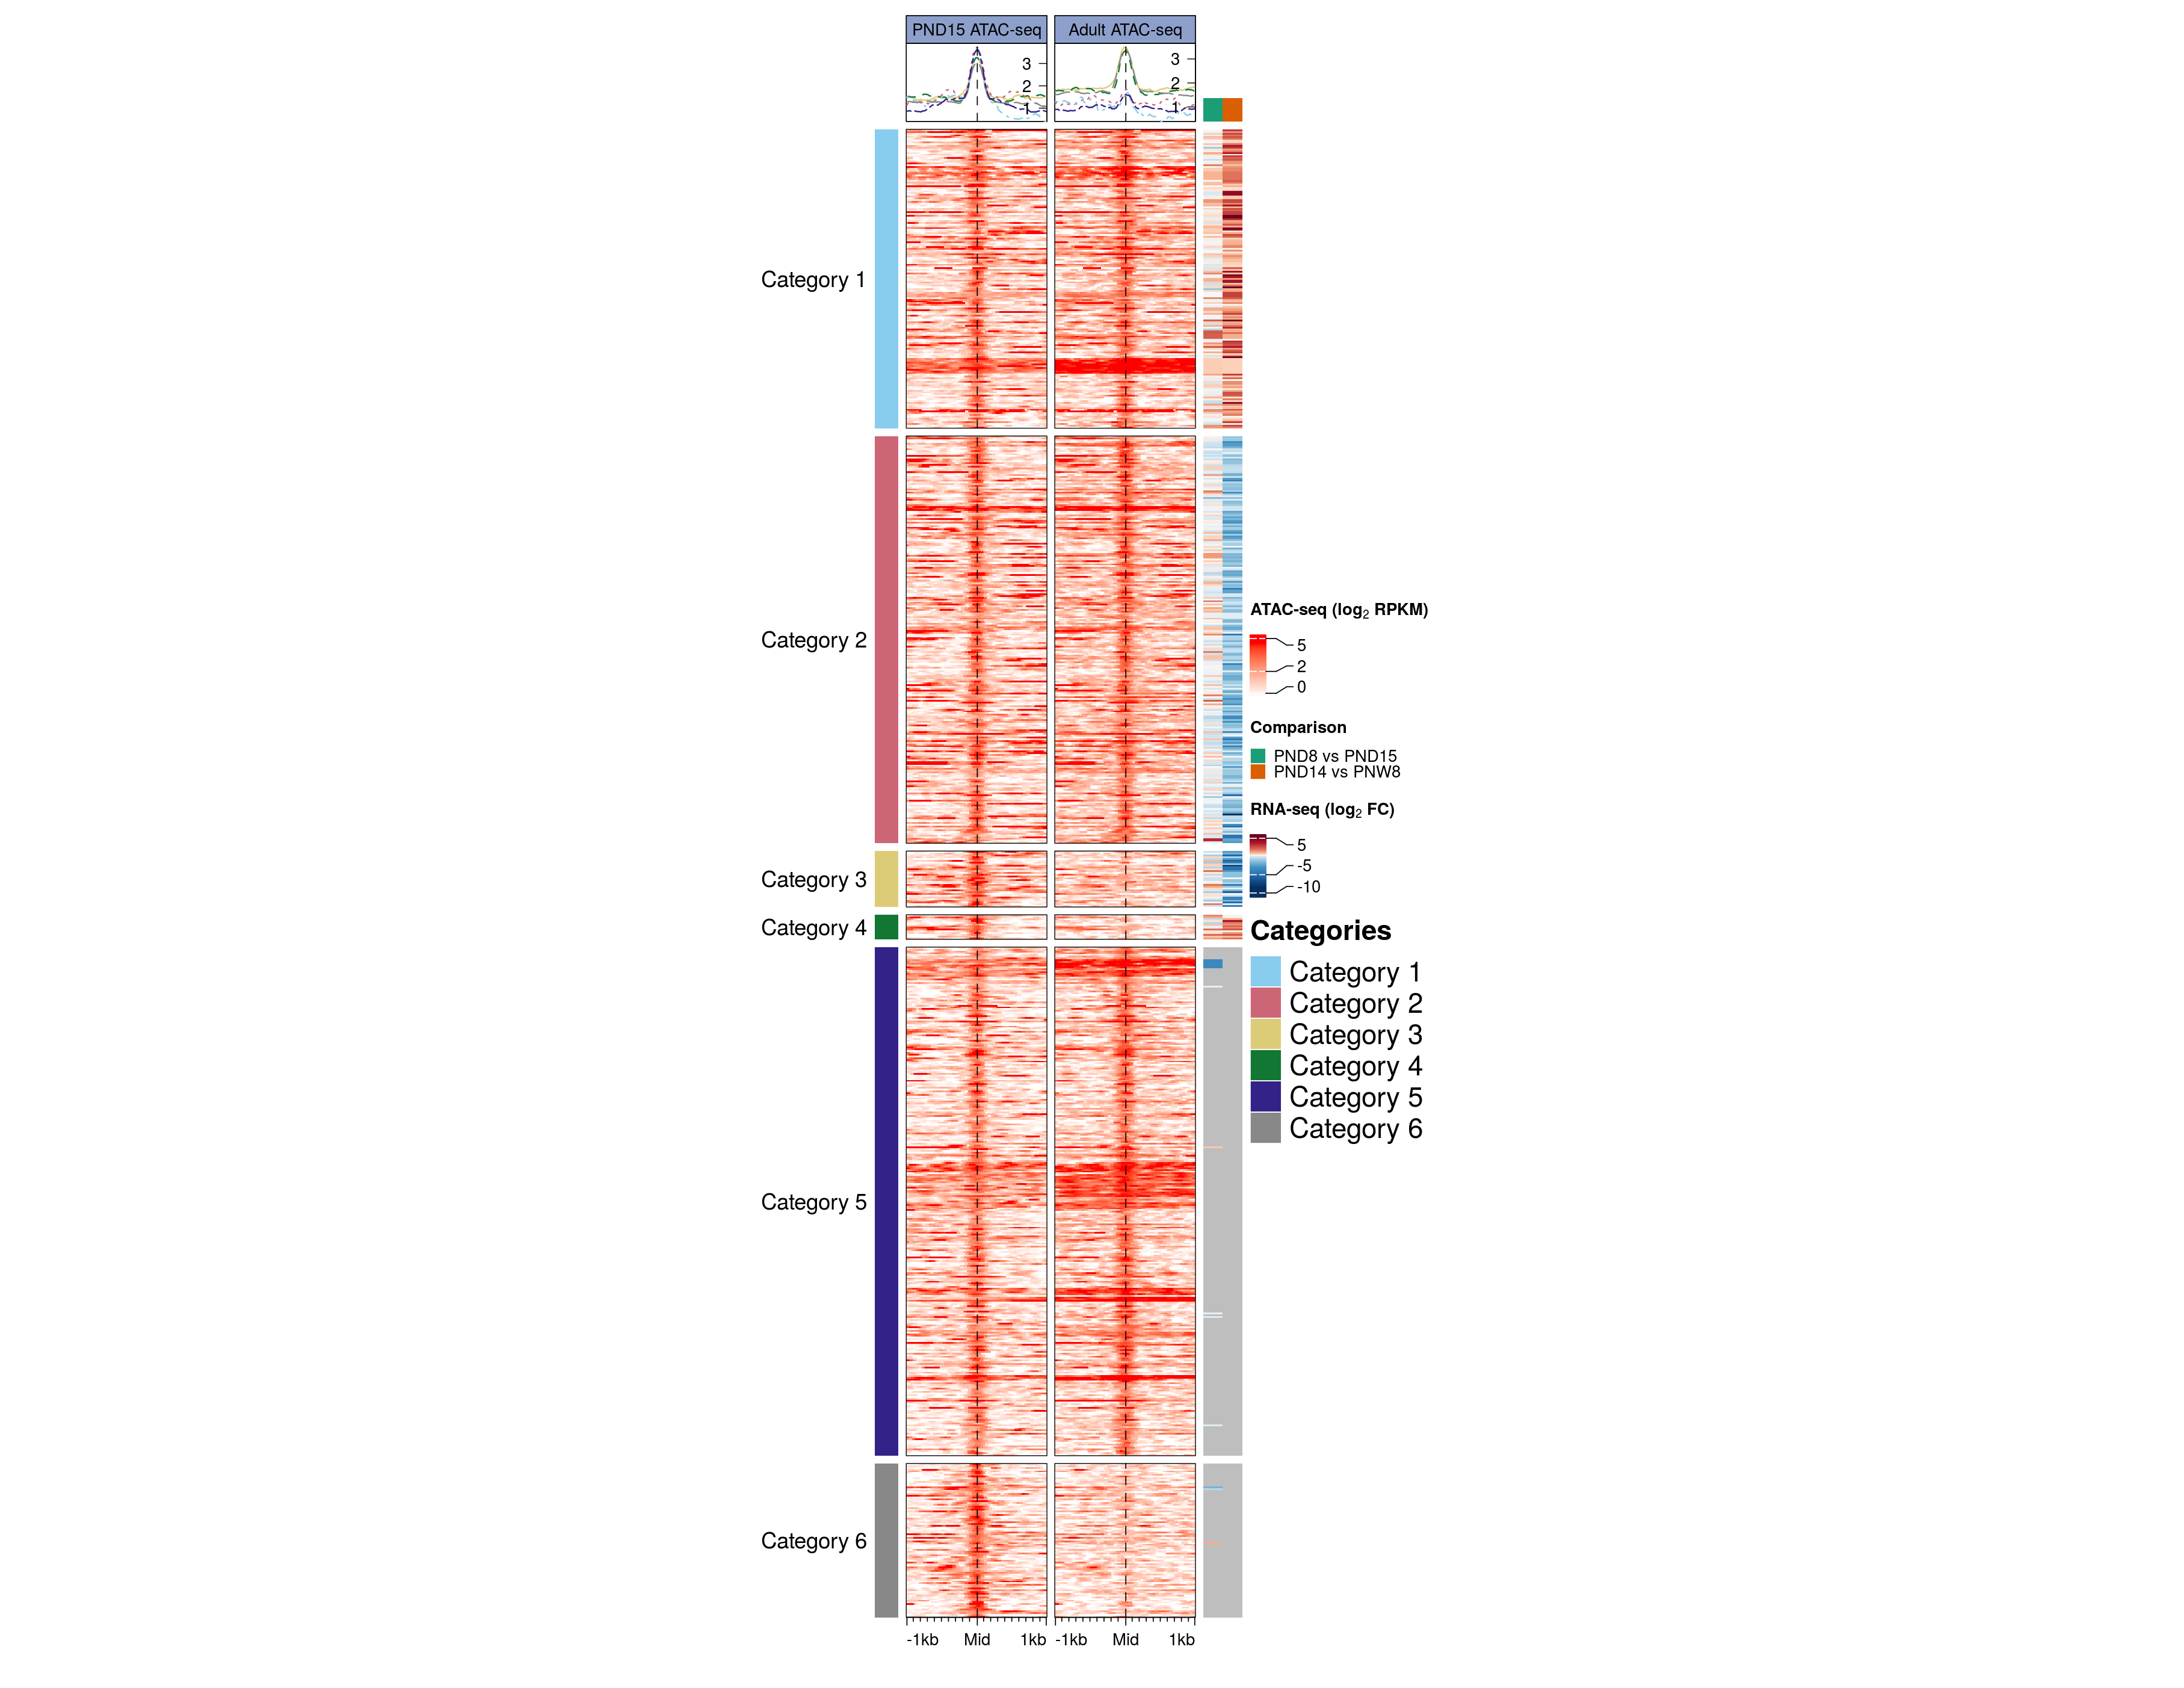 PND15 ATAC-seq
Adult ATAC-seq
3
2
1
3
2
1
Category 1
Category 2
Category 3
Category 4
Category 5
Category 6
ATAC-seq (log₂ RPKM)
5
2
0
Comparison
PND8 vs PND15
PND14 vs PNW8
RNA-seq (log₂ FC)
5
-5
-10
Categories
Category 1
Category 2
Category 3
Category 4
Category 5
Category 6
-1kb Mid 1kb
-1kb Mid 1kb